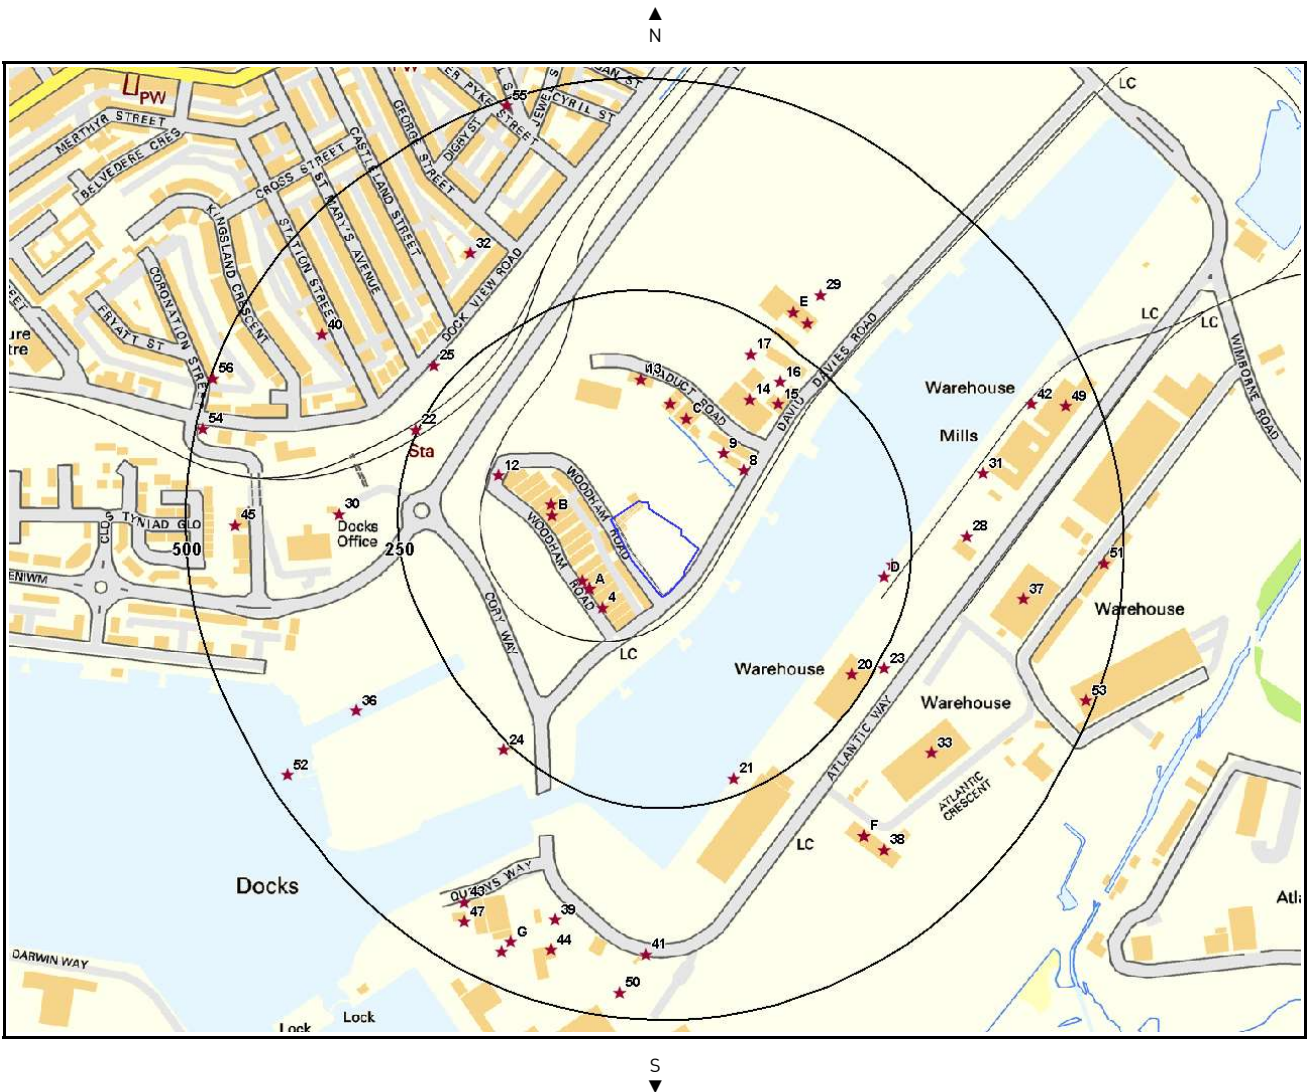 ▲
N
PW
PW
MERTHYR STREET
BELVEDERE CRES
CROSS STREET
KINGSLAND CRESCENT
STATION STREET
ST MARY'S AVENUE
CASTLELAND STREET
GEORGE STREET
PYKE STREET
DIGBY ST
CYRIL ST
55
LC
CORONATION STREET
FRYATT ST
DOCK VIEW ROAD
32
40
25
56
54
22
Sta
29
E
17
16
14
15
13
VIADUCT ROAD
C
9
8
DAVIES ROAD
LC
LC
WIMBORNE ROAD
Warehouse
42
49
Mills
31
28
12
B
WOODHAM ROAD
WOODHAM ROAD
A
4
30
Docks
Office
45
TYNIAD GLO
CLOS
500
250
D
51
37
Warehouse
CORY WAY
LC
Warehouse
20
23
Warehouse
53
36
24
52
21
ATLANTIC WAY
33
ATLANTIC
CRESCENT
F
38
LC
Docks
43
47
G
39
44
41
50
DARWIN WAY
Lock
Lock
S
▼